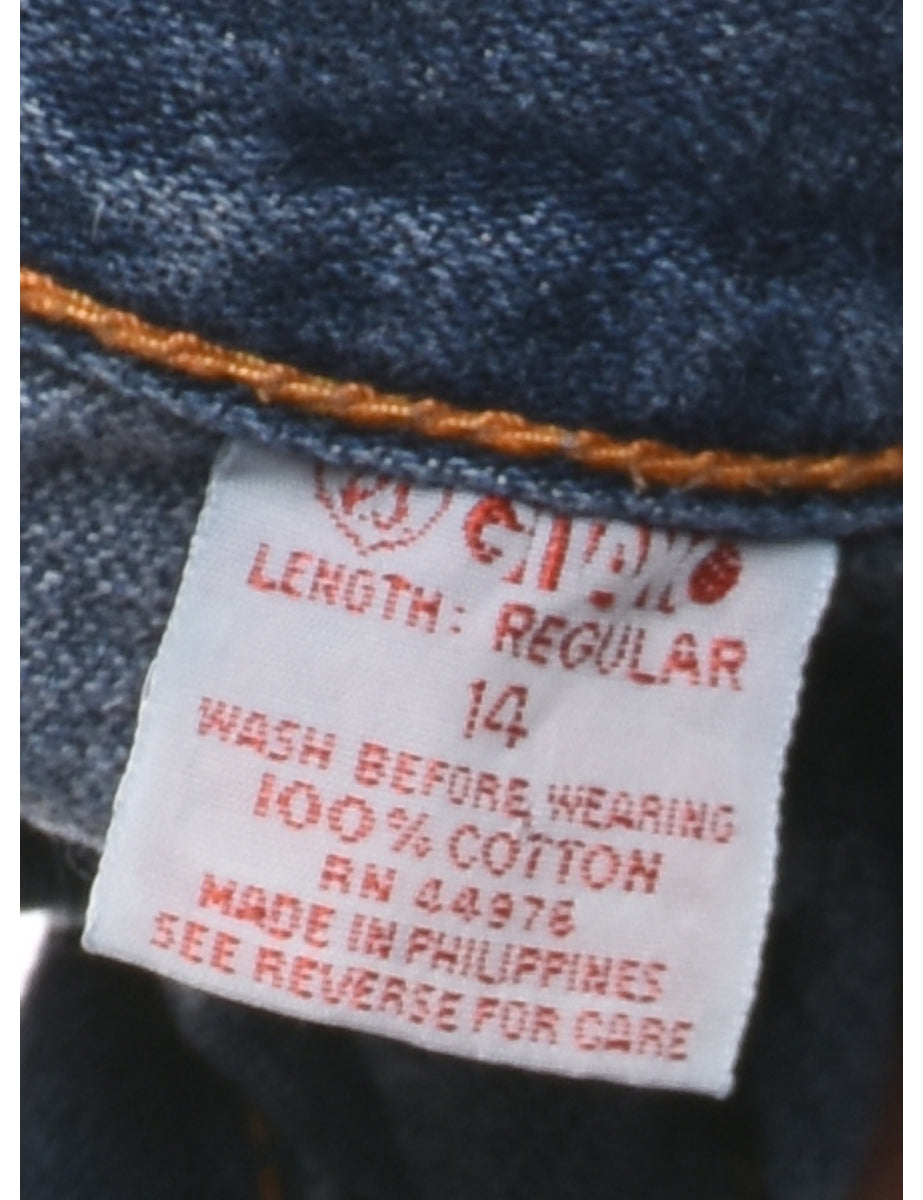 LENGTH: REGULAR
14
WASH BEFORE WEARING
100% COTTON
RN 44976
MADE IN PHILIPPINES
SEE REVERSE FOR CARE